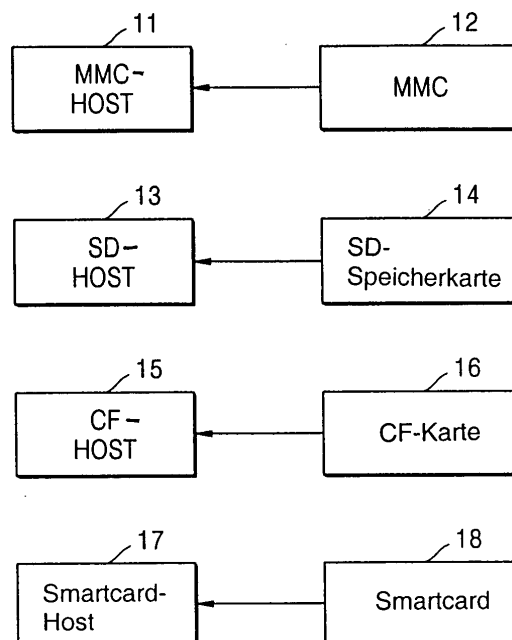 11
12
MMC-
HOST
MMC
13
14
SD-
HOST
SD-
Speicherkarte
15
16
CF-
HOST
CF-Karte
17
18
Smartcard-
Host
Smartcard